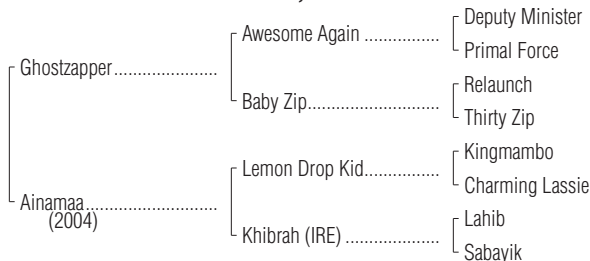 Deputy Minister
Awesome Again ................
Primal Force
Ghostzapper.....................
Relaunch
Baby Zip...........................
Thirty Zip
Kingmambo
Lemon Drop Kid...............
Charming Lassie
Ainamaa...........................
(2004)
Lahib
Khibrah (IRE) ...................
Sabayik